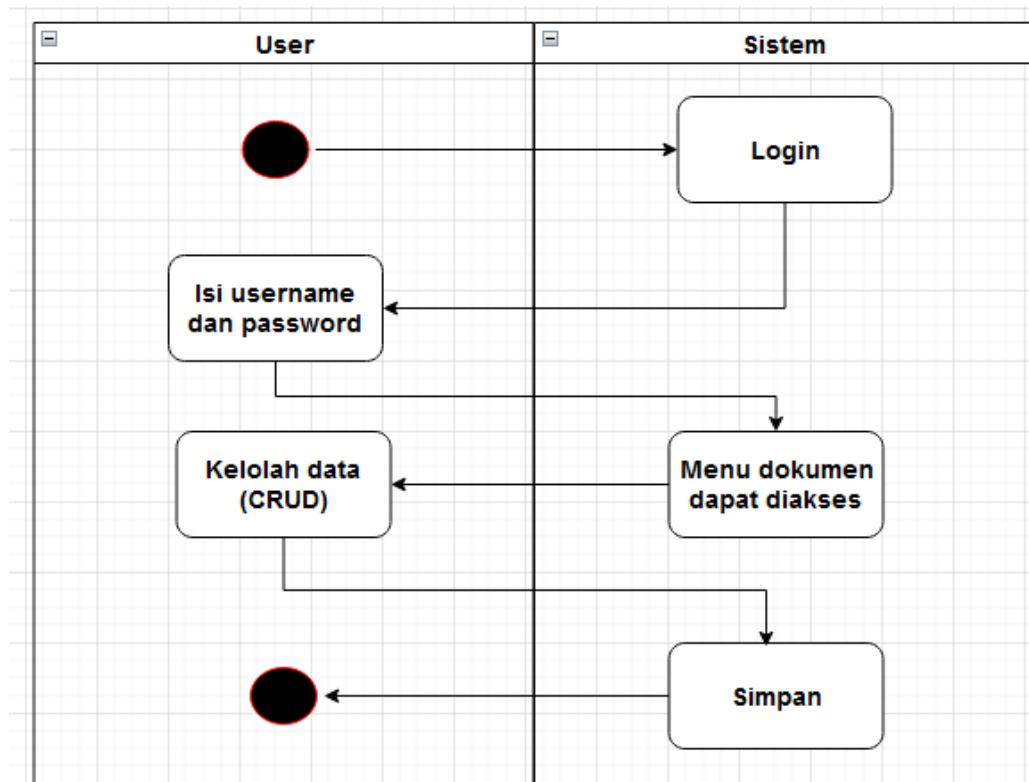 User
Sistem
Login
Isi username
dan password
Kelolah data
(CRUD)
Menu dokumen
dapat diakses
Simpan